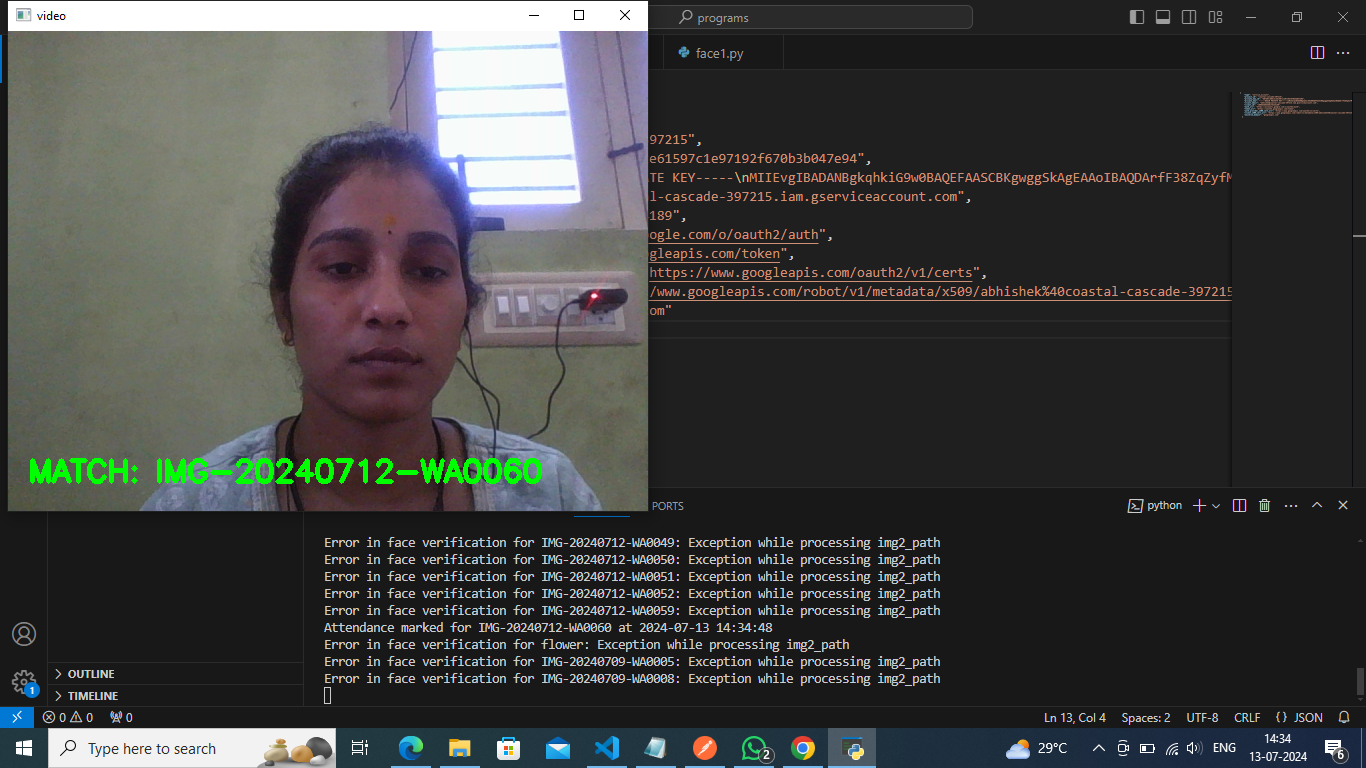 video
programs
face1.py
97215",
e61597c1e97192f670b3b047e94",
TE KEY-----\nMIIEvgIBADANBgkqhkiG9w0BAQEFAASCBKgwggSkAgEAAoIBAQDArfF38ZqZyfM
l-cascade-397215.iam.gserviceaccount.com",
189",
ogle.com/o/oauth2/auth",
gleapis.com/token",
https://www.googleapis.com/oauth2/v1/certs",
/www.googleapis.com/robot/v1/metadata/x509/abhishek%40coastal-cascade-397215
om"
MATCH: IMG-20240712-WA0060
PORTS
python
Error in face verification for IMG-20240712-WA0049: Exception while processing img2_path
Error in face verification for IMG-20240712-WA0050: Exception while processing img2_path
Error in face verification for IMG-20240712-WA0051: Exception while processing img2_path
Error in face verification for IMG-20240712-WA0052: Exception while processing img2_path
Error in face verification for IMG-20240712-WA0059: Exception while processing img2_path
Attendance marked for IMG-20240712-WA0060 at 2024-07-13 14:34:48
Error in face verification for flower: Exception while processing img2_path
Error in face verification for IMG-20240709-WA0005: Exception while processing img2_path
Error in face verification for IMG-20240709-WA0008: Exception while processing img2_path
OUTLINE
1
TIMELINE
0 0 0 Ln 13, Col 4 Spaces: 2 UTF-8 CRLF {} JSON
Type here to search
2
29°C
ENG
14:34
13-07-2024
6